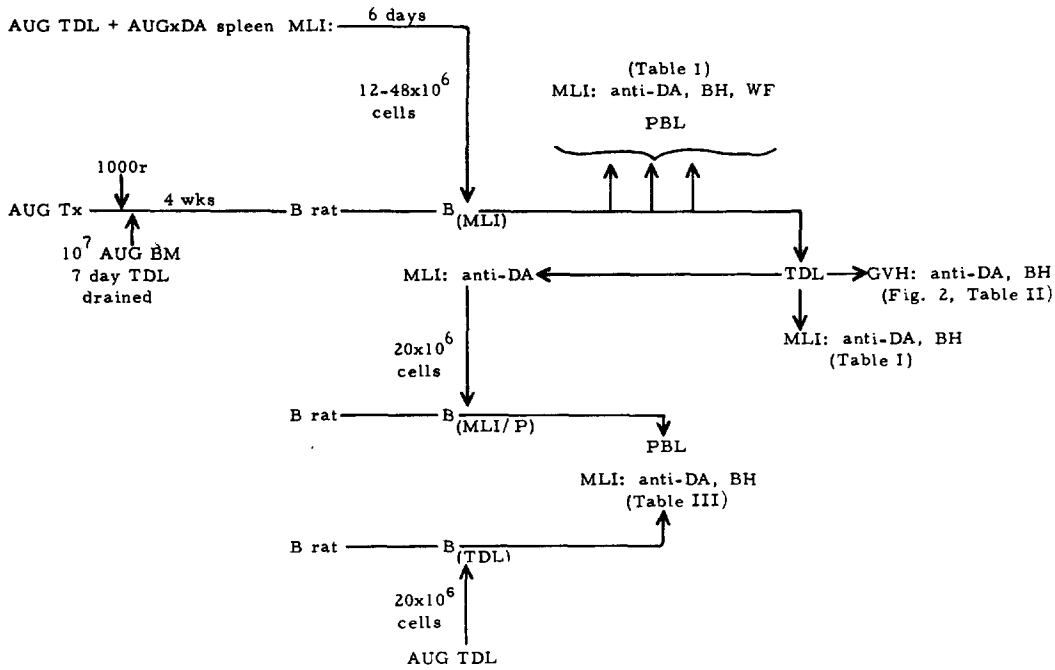 AUG TDL + AUGxDA spleen MLI: 6 days
12-48x10^6
cells
(Table I)
MLI: anti-DA, BH, WF
PBL
1000r
AUG Tx 4 wks B rat B(MLI)
10^7 AUG BM
7 day TDL
drained
MLI: anti-DA TDL GVH: anti-DA, BH
(Fig. 2, Table II)
MLI: anti-DA, BH
(Table I)
20x10^6
cells
B rat B(MLI/P)
PBL
MLI: anti-DA, BH
(Table III)
B rat B(TDL)
20x10^6
cells
AUG TDL